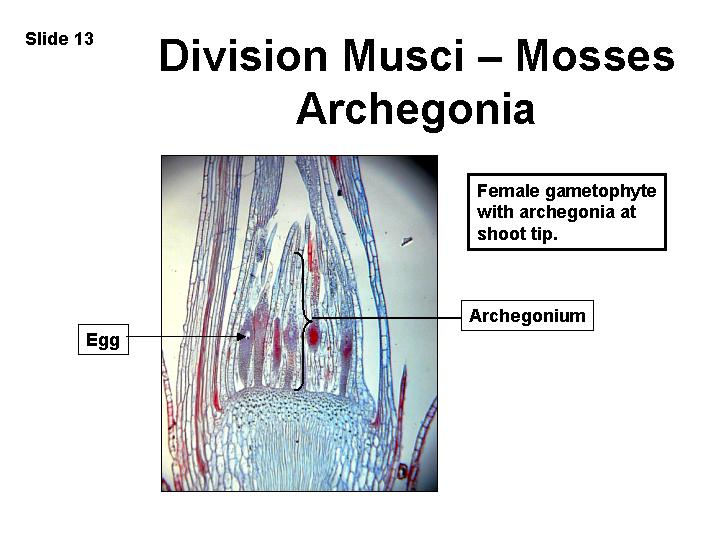 Slide 13
Division Musci – Mosses
Archegonia
Female gametophyte
with archegonia at
shoot tip.
Archegonium
Egg